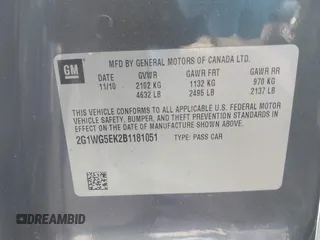 GM
MFD BY GENERAL MOTORS OF CANADA LTD.
DATE GVWR GAWR FRT GAWR RR
11/10 2102 KG 1132 KG 970 KG
4632 LB 2495 LB 2137 LB
THIS VEHICLE CONFORMS TO ALL APPLICABLE U.S. FEDERAL MOTOR
VEHICLE SAFETY, BUMPER, AND THEFT PREVENTION STANDARDS IN
EFFECT ON THE DATE OF MANUFACTURE SHOWN ABOVE.
2G1WG5EK2B1181051 TYPE: PASS CAR
DREAMBID